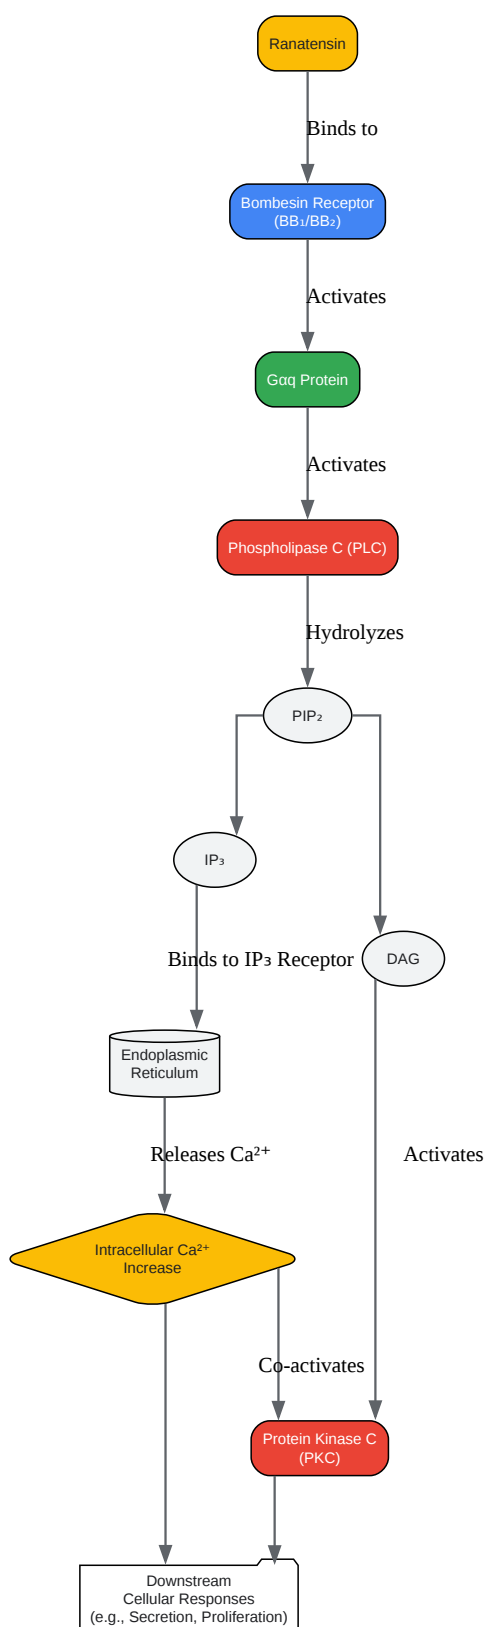 Ranatensin
Binds to
Bombesin Receptor
(BB₁/BB₂)
Activates
Gαq Protein
Activates
Phospholipase C (PLC)
Hydrolyzes
PIP₂
IP₃
Binds to IP₃ Receptor
DAG
Endoplasmic
Reticulum
Releases Ca²⁺
Activates
Intracellular Ca²⁺
Increase
Co-activates
Protein Kinase C
(PKC)
Downstream
Cellular Responses
(e.g., Secretion, Proliferation)